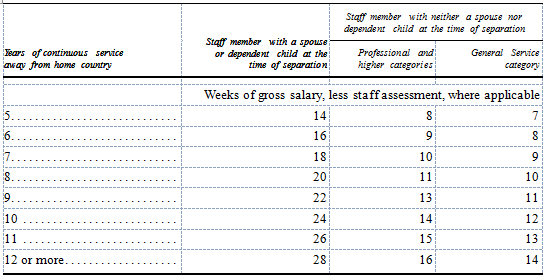 Staff member with neither a spouse nor
dependent child at the time of separation
Years of continuous service
away from home country
Staff member with a spouse
or dependent child at the
time of separation
Professional and
higher categories
General Service
category
Weeks of gross salary, less staff assessment, where applicable
5. . . . . . . . . . . . . . . . . . . . . . . . . . . 14 8 7
6. . . . . . . . . . . . . . . . . . . . . . . . . . . 16 9 8
7. . . . . . . . . . . . . . . . . . . . . . . . . . . 18 10 9
8. . . . . . . . . . . . . . . . . . . . . . . . . . . 20 11 10
9. . . . . . . . . . . . . . . . . . . . . . . . . . . 22 13 11
10 . . . . . . . . . . . . . . . . . . . . . . . . . 24 14 12
11 . . . . . . . . . . . . . . . . . . . . . . . . . 26 15 13
12 or more. . . . . . . . . . . . . . . . . . 28 16 14